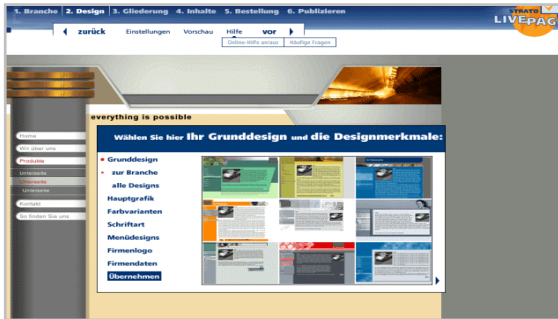 1. Branche 2. Design 3. Gliederung 4. Inhalte 5. Bestellung 6. Publizieren
STRATO
LIVEPAG
zurück Einstellungen Vorschau Hilfe vor
Online-Hilfe an/aus Häufige Fragen
everything is possible
Wählen Sie hier Ihr Grunddesign und die Designmerkmale:
Home
Wir über uns
Produkte
Unterseite
Unterseite
Unterseite
Kontakt
So finden Sie uns
Grunddesign
zur Branche
alle Designs
Hauptgrafik
Farbvarianten
Schriftart
Menüdesigns
Firmenlogo
Firmendaten
Übernehmen